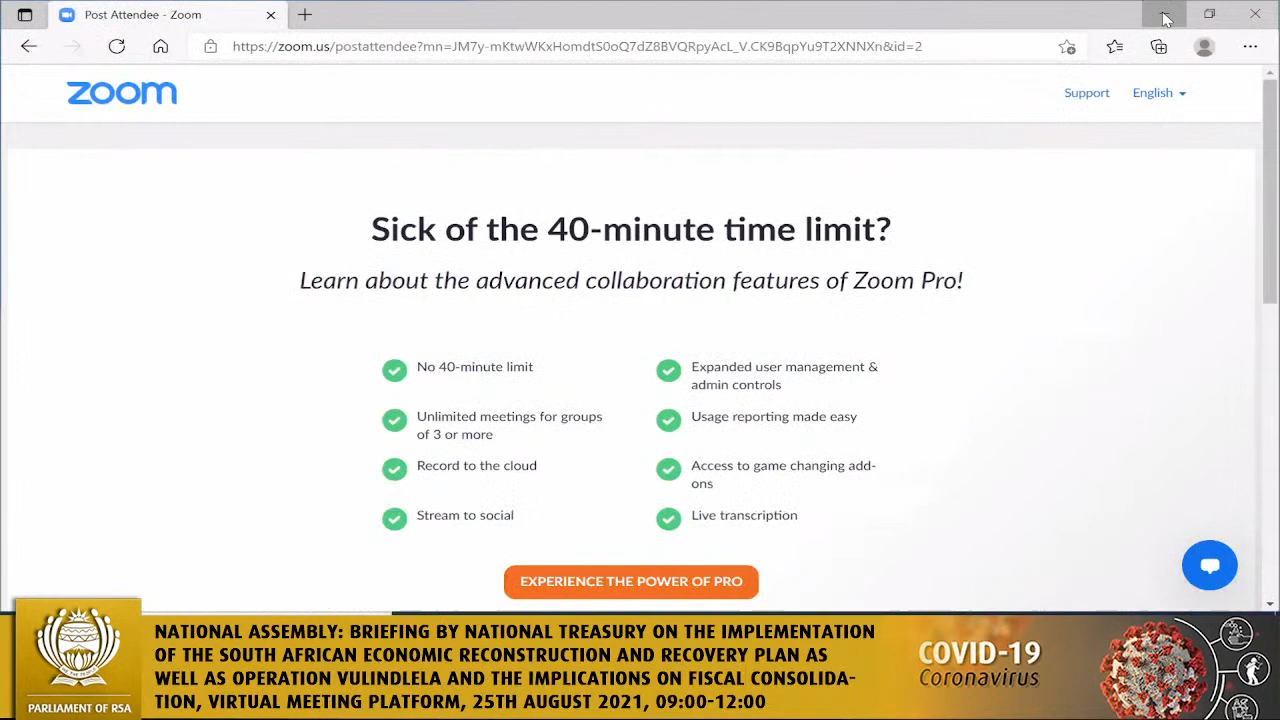 Post Attendee - Zoom
https://zoom.us/postattendee?mn=JM7y-mKtwWKxHomdtS0oQ7dZ8BVQRpyAcL_V.CK9BqpYu9T2XNNXn&id=2
zoom
Support
English
Sick of the 40-minute time limit?
Learn about the advanced collaboration features of Zoom Pro!
No 40-minute limit
Expanded user management &
admin controls
Unlimited meetings for groups
of 3 or more
Usage reporting made easy
Record to the cloud
Access to game changing add-
ons
Stream to social
Live transcription
EXPERIENCE THE POWER OF PRO
NATIONAL ASSEMBLY: BRIEFING BY NATIONAL TREASURY ON THE IMPLEMENTATION
OF THE SOUTH AFRICAN ECONOMIC RECONSTRUCTION AND RECOVERY PLAN AS
WELL AS OPERATION VULINDLELA AND THE IMPLICATIONS ON FISCAL CONSOLIDA-
TION, VIRTUAL MEETING PLATFORM, 25TH AUGUST 2021, 09:00-12:00
PARLIAMENT OF RSA
COVID-19
Coronavirus